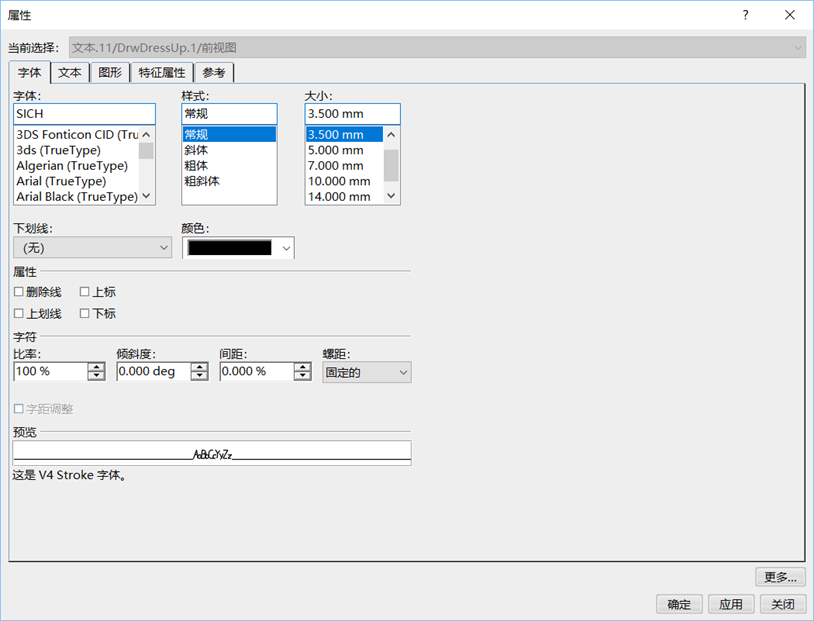 属性
当前选择: 文本.11/DrwDressUp.1/前视图
字体 文本 图形 特征属性 参考
字体: 样式: 大小:
SICH 常规 3.500 mm
3DS Fonticon CID (Tru 常规 3.500 mm
3ds (TrueType) 斜体 5.000 mm
Algerian (TrueType) 粗体 7.000 mm
Arial (TrueType) 粗斜体 10.000 mm
Arial Black (TrueType) 14.000 mm
下划线: 颜色:
(无)
属性
删除线 上标
上划线 下标
字符
比率: 倾斜度: 间距: 螺距:
100 % 0.000 deg 0.000 % 固定的
字距调整
预览
AaBbCcYyZz
这是 V4 Stroke 字体。
更多...
确定 应用 关闭